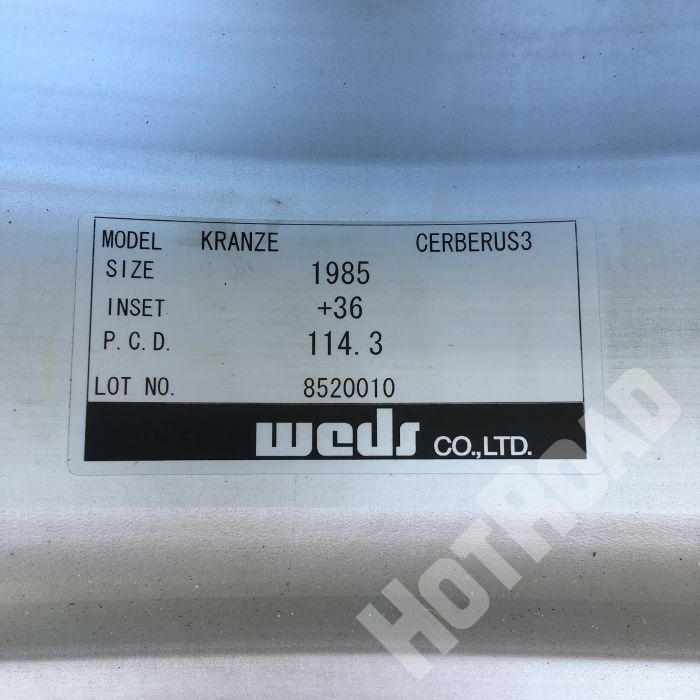 MODEL KRANZE CERBERUS3
SIZE 1985
INSET +36
P.C.D. 114.3
LOT NO. 8520010
weds CO.,LTD.
HOTROAD